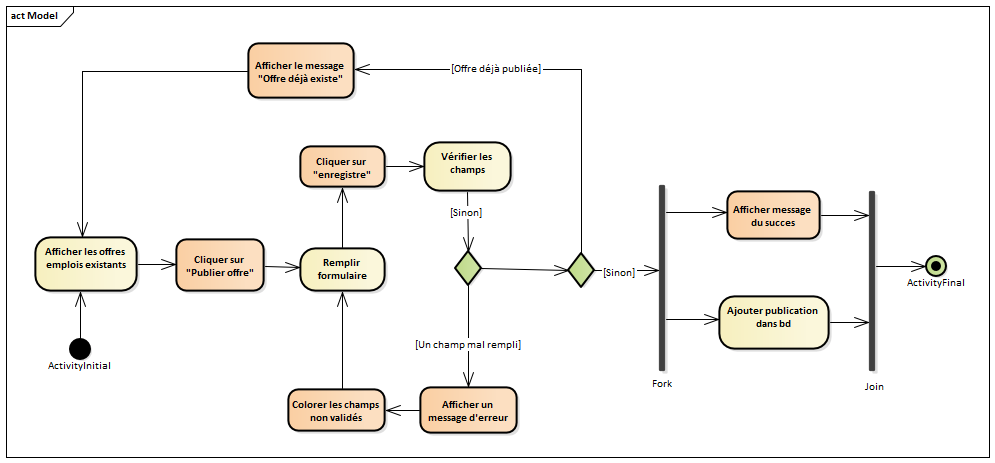 act Model
Afficher le message
"Offre déjà existe"
[Offre déjà publiée]
Cliquer sur
"enregistre"
Vérifier les
champs
[Sinon]
Afficher message
du succes
Afficher les offres
emplois existants
Cliquer sur
"Publier offre"
Remplir
formulaire
[Sinon]
ActivityFinal
Ajouter publication
dans bd
[Un champ mal rempli]
ActivityInitial
Fork
Join
Colorer les champs
non validés
Afficher un
message d'erreur